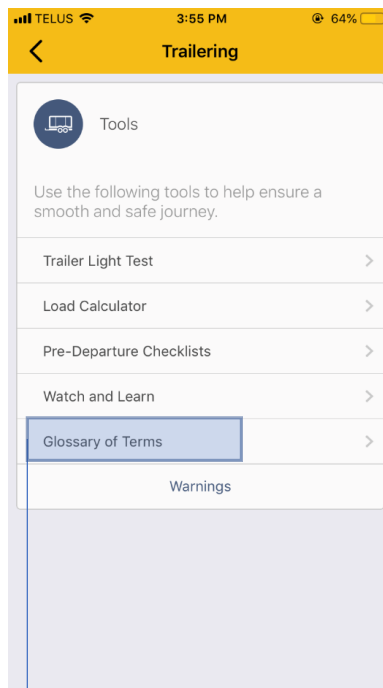 TELUS 3:55 PM 64%
Trailering
Tools
Use the following tools to help ensure a
smooth and safe journey.
Trailer Light Test
Load Calculator
Pre-Departure Checklists
Watch and Learn
Glossary of Terms
Warnings